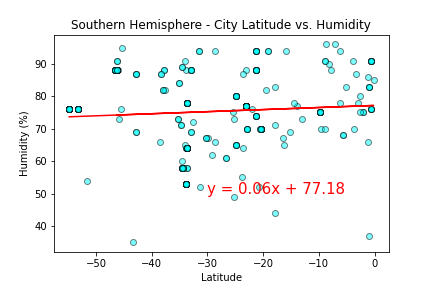 Southern Hemisphere - City Latitude vs. Humidity
Humidity (%)
90
80
70
60
50
40
y = 0.06x + 77.18
−50 −40 −30 −20 −10 0
Latitude